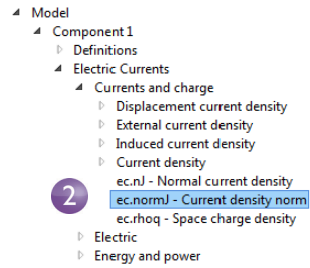 Model
Component 1
Definitions
Electric Currents
Currents and charge
Displacement current density
External current density
Induced current density
Current density
ec.nJ - Normal current density
2
ec.normJ - Current density norm
ec.rhoq - Space charge density
Electric
Energy and power